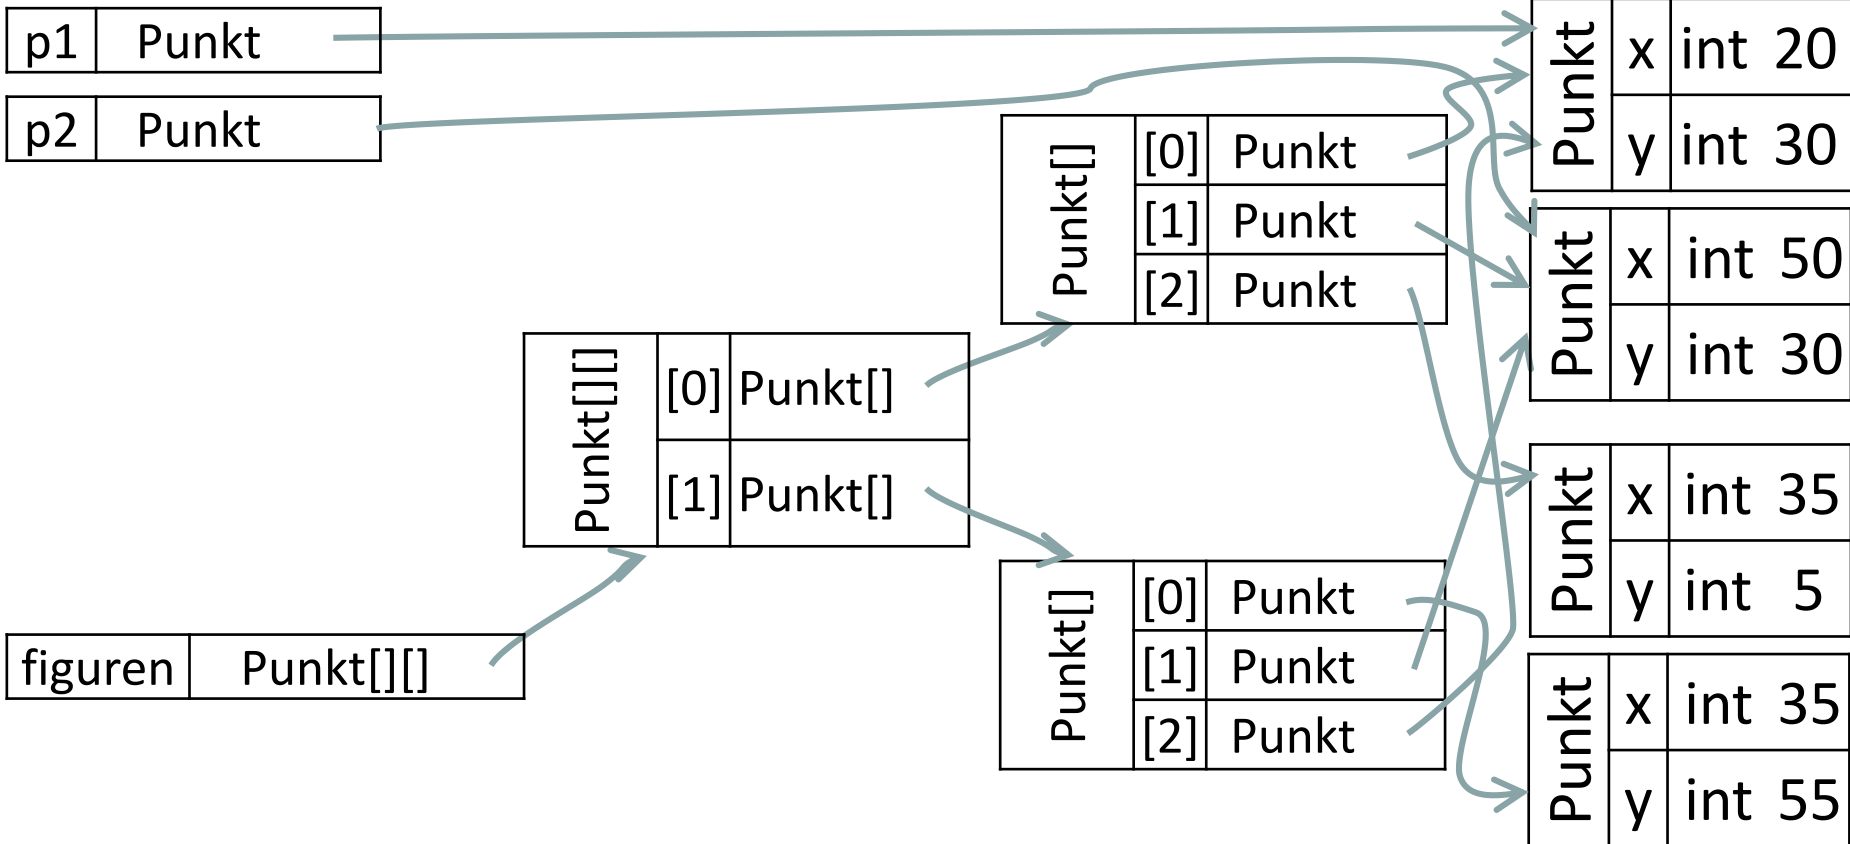 p1 Punkt
p2 Punkt
figuren Punkt[][]
Punkt[][]
[0] Punkt[]
[1] Punkt[]
Punkt[]
[0] Punkt
[1] Punkt
[2] Punkt
Punkt[]
[0] Punkt
[1] Punkt
[2] Punkt
Punkt
x int 20
y int 30
Punkt
x int 50
y int 30
Punkt
x int 35
y int 5
Punkt
x int 35
y int 55